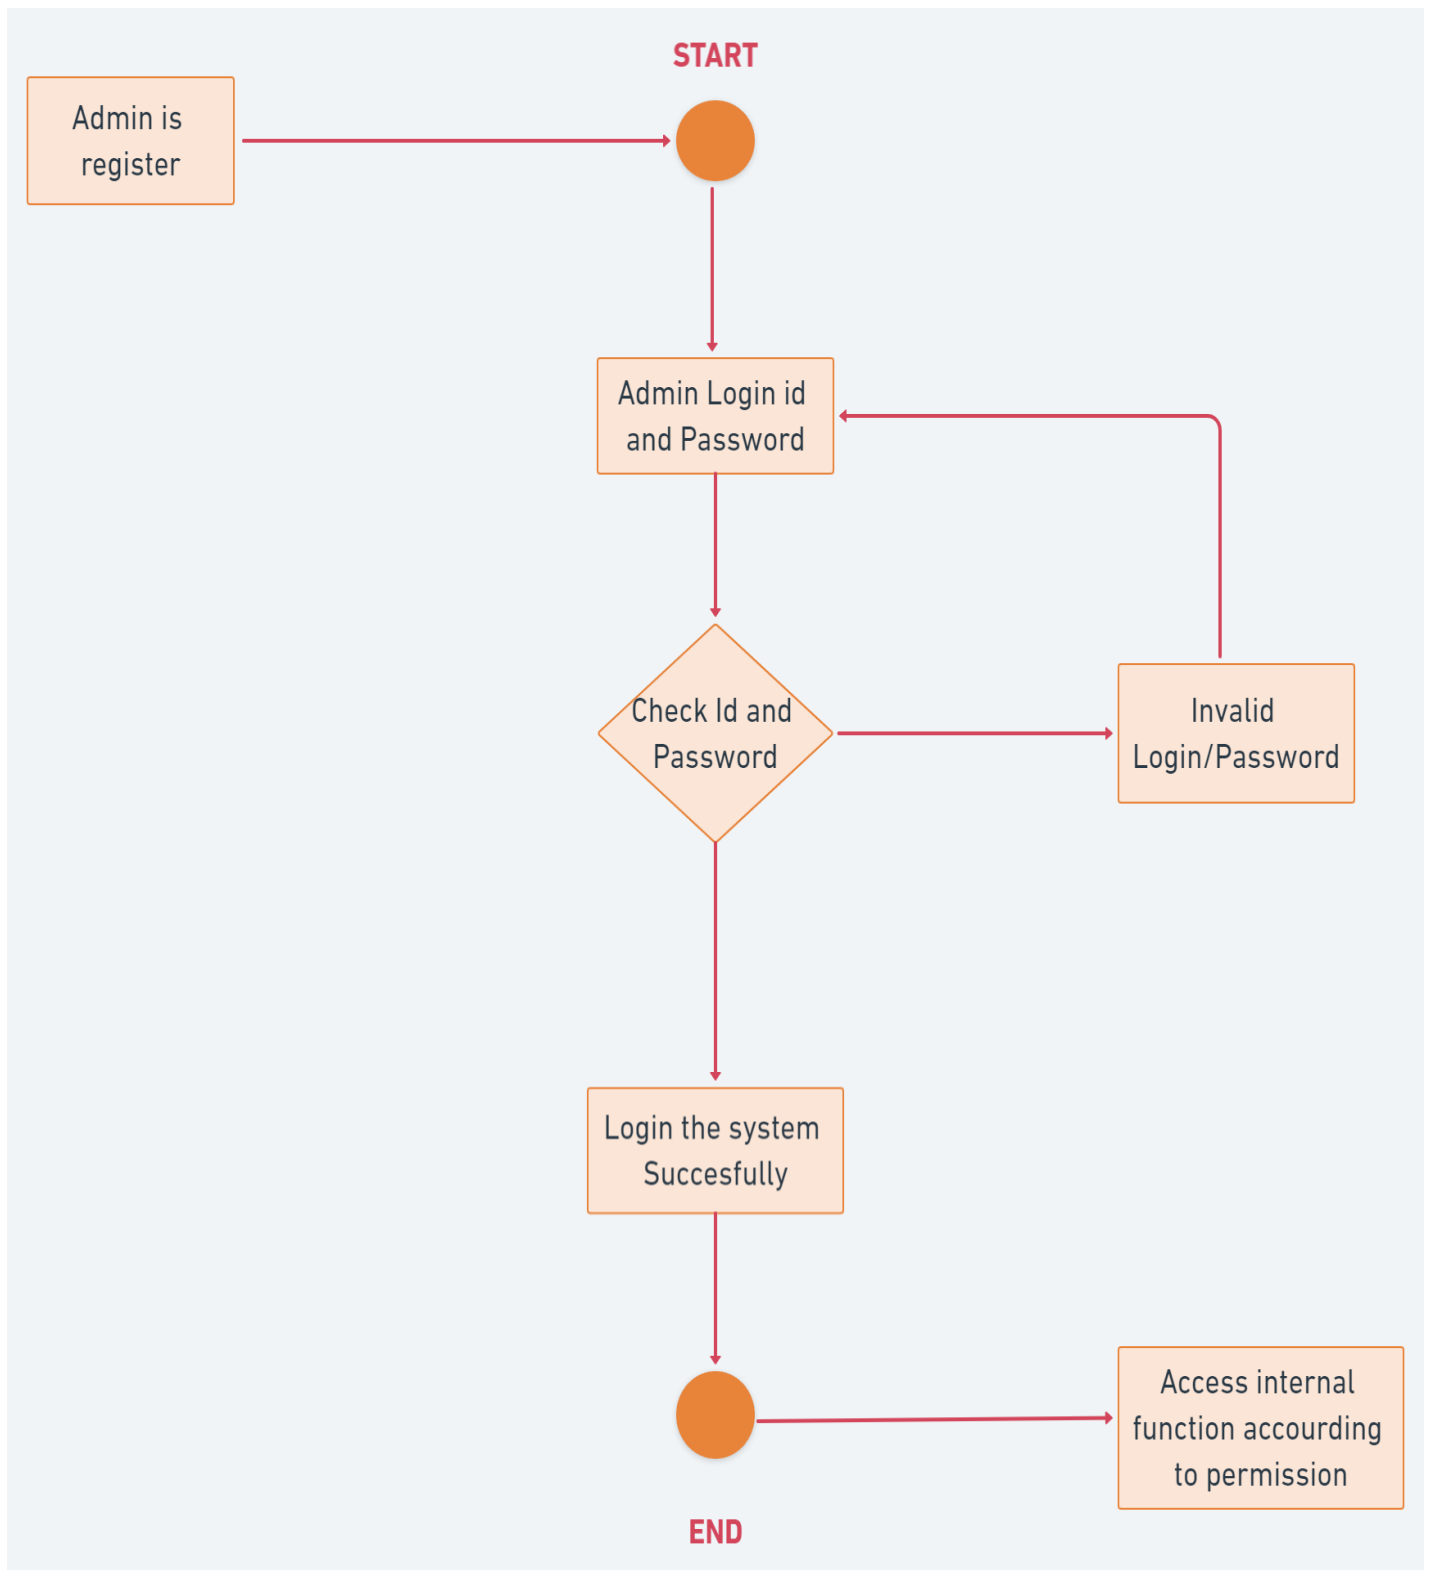 START
Admin is
register
Admin Login id
and Password
Check Id and
Password
Invalid
Login/Password
Login the system
Succesfully
Access internal
function accourding
to permission
END